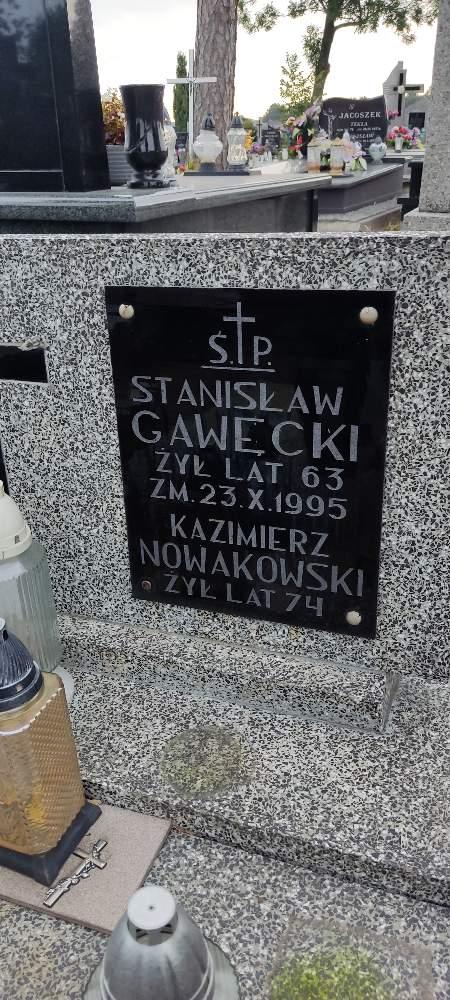 JACOSZEK
Ś.P.
STANISŁAW
GAWĘCKI
ŻYŁ LAT 63
ZM. 23.X.1995
KAZIMIERZ
NOWAKOWSKI
ŻYŁ LAT 74